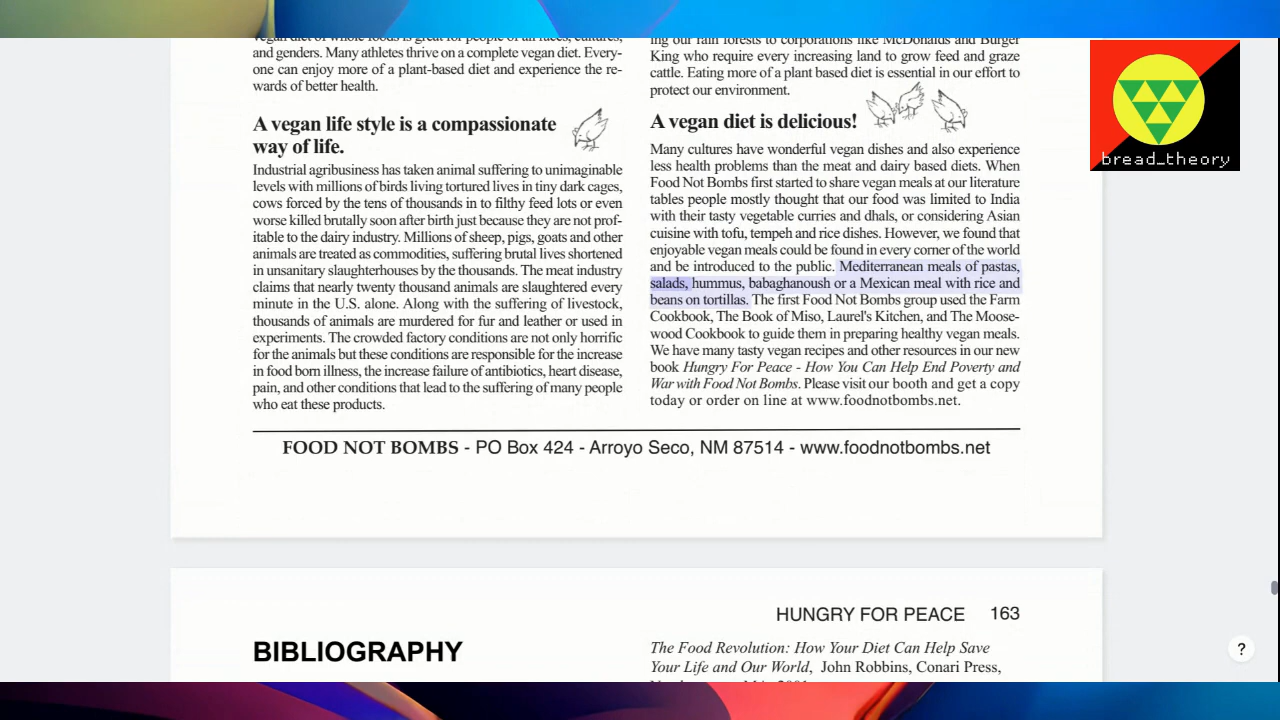 vegan diet of whole foods is great for people of all races, cultures,
and genders. Many athletes thrive on a complete vegan diet. Every-
one can enjoy more of a plant-based diet and experience the re-
wards of better health.
A vegan life style is a compassionate
way of life.
Industrial agribusiness has taken animal suffering to unimaginable
levels with millions of birds living tortured lives in tiny dark cages,
cows forced by the tens of thousands in to filthy feed lots or even
worse killed brutally soon after birth just because they are not prof-
itable to the dairy industry. Millions of sheep, pigs, goats and other
animals are treated as commodities, suffering brutal lives shortened
in unsanitary slaughterhouses by the thousands. The meat industry
claims that nearly twenty thousand animals are slaughtered every
minute in the U.S. alone. Along with the suffering of livestock,
thousands of animals are murdered for fur and leather or used in
experiments. The crowded factory conditions are not only horrific
for the animals but these conditions are responsible for the increase
in food born illness, the increase failure of antibiotics, heart disease,
pain, and other conditions that lead to the suffering of many people
who eat these products.
ing our rain forests to corporations like McDonalds and Burger
King who require every increasing land to grow feed and graze
cattle. Eating more of a plant based diet is essential in our effort to
protect our environment.
A vegan diet is delicious!
Many cultures have wonderful vegan dishes and also experience
less health problems than the meat and dairy based diets. When
Food Not Bombs first started to share vegan meals at our literature
tables people mostly thought that our food was limited to India
with their tasty vegetable curries and dhals, or considering Asian
cuisine with tofu, tempeh and rice dishes. However, we found that
enjoyable vegan meals could be found in every corner of the world
and be introduced to the public. Mediterranean meals of pastas,
salads, hummus, babaghanoush or a Mexican meal with rice and
beans on tortillas. The first Food Not Bombs group used the Farm
Cookbook, The Book of Miso, Laurel's Kitchen, and The Moose-
wood Cookbook to guide them in preparing healthy vegan meals.
We have many tasty vegan recipes and other resources in our new
book Hungry For Peace - How You Can Help End Poverty and
War with Food Not Bombs. Please visit our booth and get a copy
today or order on line at www.foodnotbombs.net.
bread_theory
FOOD NOT BOMBS - PO Box 424 - Arroyo Seco, NM 87514 - www.foodnotbombs.net
HUNGRY FOR PEACE 163
BIBLIOGRAPHY
The Food Revolution: How Your Diet Can Help Save
Your Life and Our World, John Robbins, Conari Press,
?